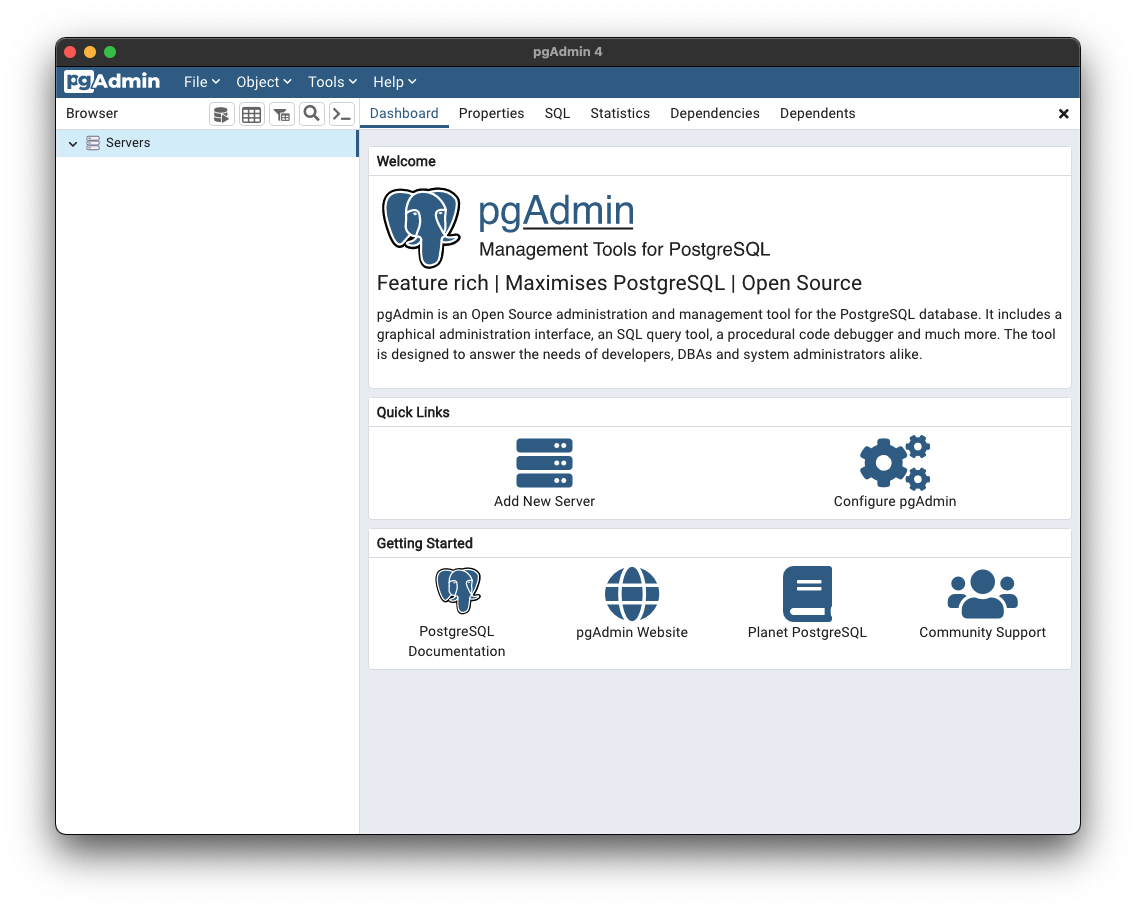 pgAdmin 4
pgAdmin File Object Tools Help
Browser
Dashboard Properties SQL Statistics Dependencies Dependents
Servers
Welcome
pgAdmin
Management Tools for PostgreSQL
Feature rich | Maximises PostgreSQL | Open Source
pgAdmin is an Open Source administration and management tool for the PostgreSQL database. It includes a
graphical administration interface, an SQL query tool, a procedural code debugger and much more. The tool
is designed to answer the needs of developers, DBAs and system administrators alike.
Quick Links
Add New Server
Configure pgAdmin
Getting Started
PostgreSQL
Documentation
pgAdmin Website
Planet PostgreSQL
Community Support